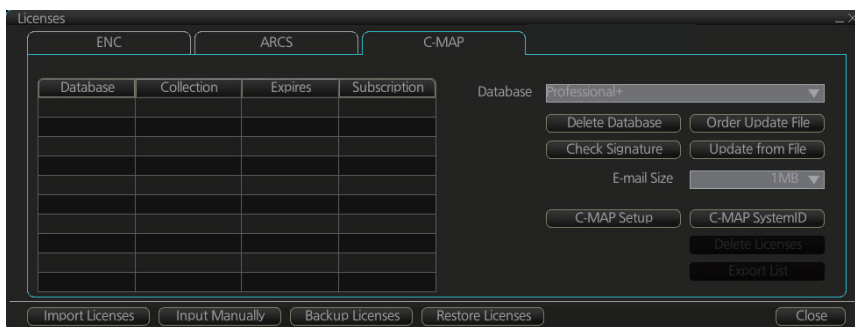 Licenses
ENC ARCS C-MAP
Database Collection Expires Subscription Database Professional+
Delete Database Order Update File
Check Signature Update from File
E-mail Size 1MB
C-MAP Setup C-MAP SystemID
Delete Licenses
Export List
Import Licenses Input Manually Backup Licenses Restore Licenses Close